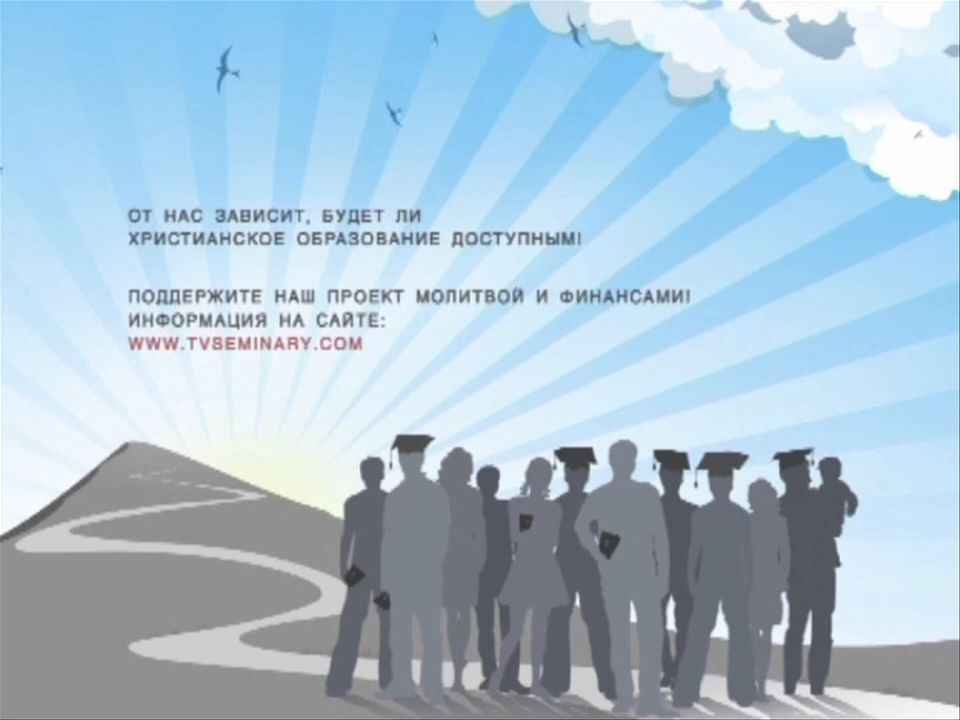 ОТ НАС ЗАВИСИТ, БУДЕТ ЛИ
ХРИСТИАНСКОЕ ОБРАЗОВАНИЕ ДОСТУПНЫМ!
ПОДДЕРЖИТЕ НАШ ПРОЕКТ МОЛИТВОЙ И ФИНАНСАМИ!
ИНФОРМАЦИЯ НА САЙТЕ:
WWW.TVSEMINARY.COM